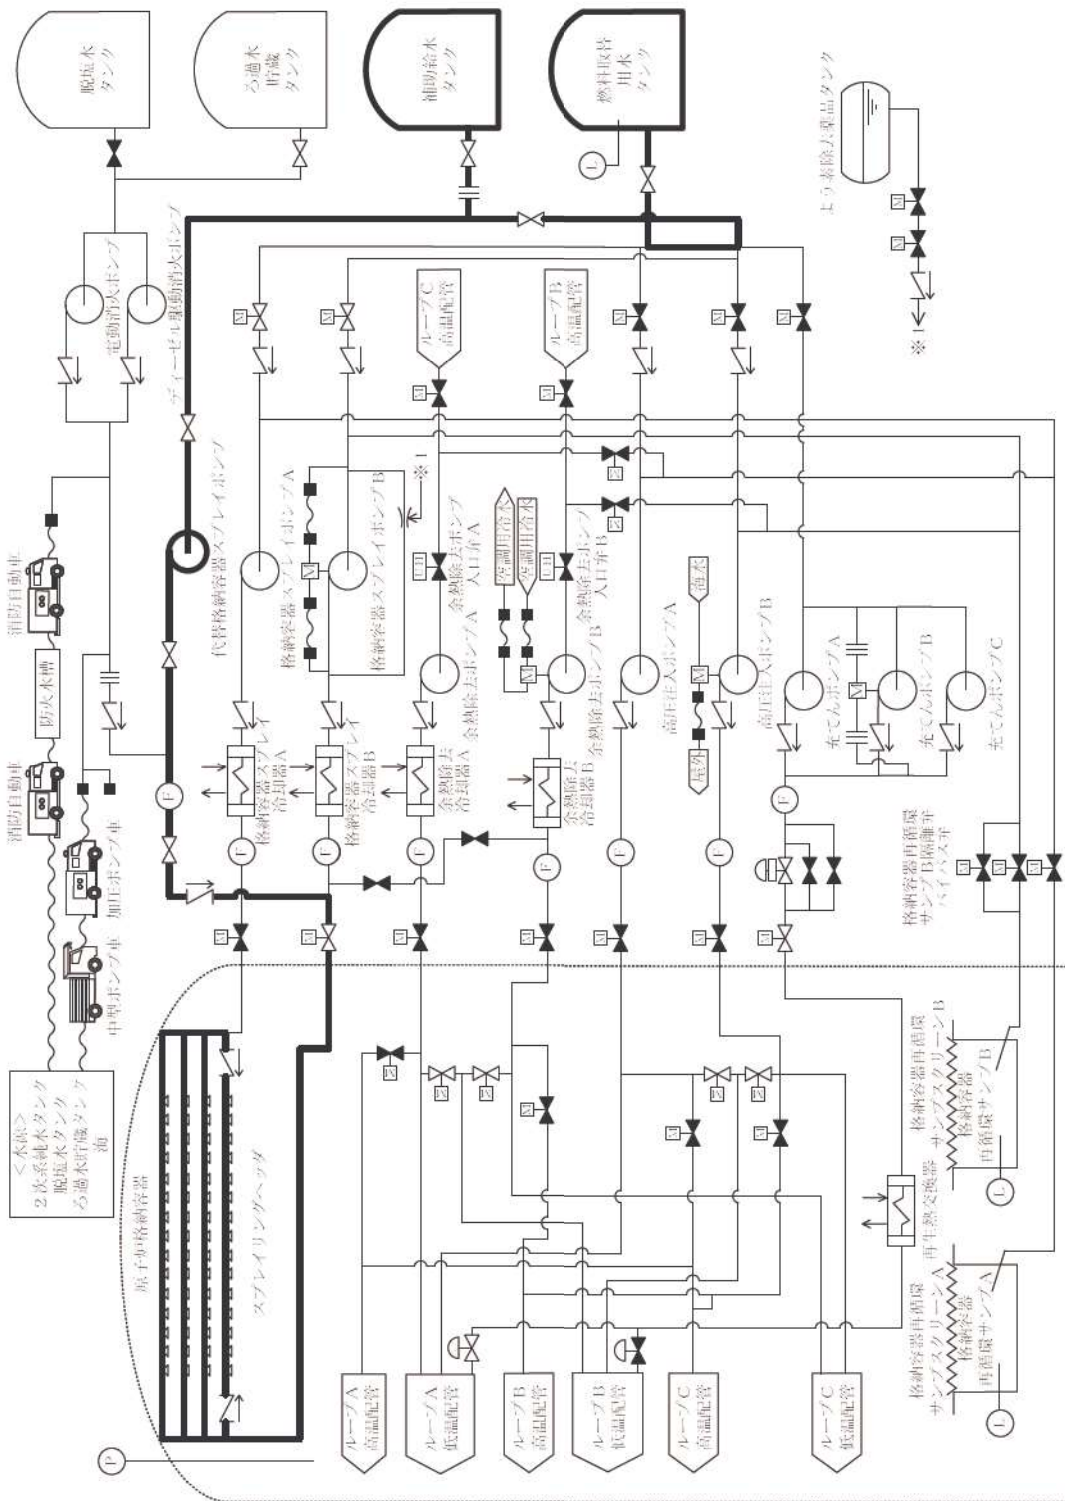 脱塩水
タンク
ろ過水
貯蔵
タンク
補助給水
タンク
燃料取替
用水
タンク
よう素除去薬品タンク
L
M
M
※1
電動消火ポンプ
ディーゼル駆動消火ポンプ
消防自動車
防火水槽
消防自動車
加圧ポンプ車
中型ポンプ車
<水源>
2次系純水タンク
脱塩水タンク
ろ過水貯蔵タンク
海
代替格納容器スプレイポンプ
格納容器スプレイポンプA
格納容器スプレイポンプB
※1
ループC
高温配管
ループB
高温配管
余熱除去ポンプA
入口弁A
余熱除去ポンプ
入口弁B
空調用冷水
空調用冷水
余熱除去ポンプA
余熱除去ポンプB
高圧注入ポンプA
高圧注入ポンプB
海水
屋外
充てんポンプA
充てんポンプB
充てんポンプC
格納容器スプレイ
冷却器A
格納容器スプレイ
冷却器B
余熱除去
冷却器A
余熱除去
冷却器B
F
F
F
F
F
F
F
F
格納容器再循環
サンプB隔離弁
バイパス弁
原子炉格納容器
スプレイリングヘッダ
P
ループA
高温配管
ループA
低温配管
ループB
高温配管
ループB
低温配管
ループC
高温配管
ループC
低温配管
再生熱交換器
格納容器再循環
サンプスクリーンB
格納容器
再循環サンプB
L
格納容器再循環
サンプスクリーンA
格納容器
再循環サンプA
L